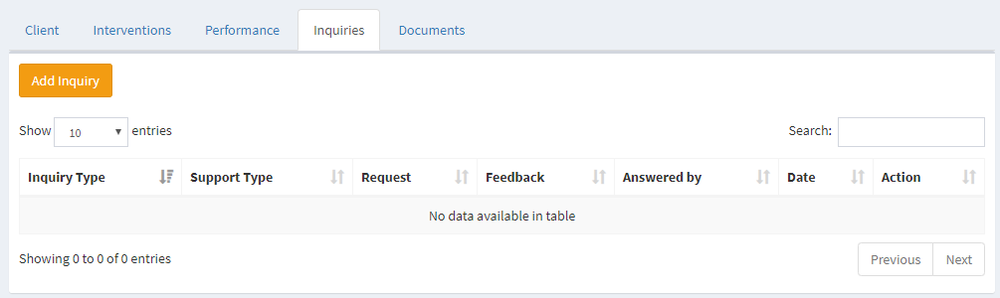 Client Interventions Performance Inquiries Documents
Add Inquiry
Show 10 entries Search:
Inquiry Type Support Type Request Feedback Answered by Date Action
No data available in table
Showing 0 to 0 of 0 entries Previous Next